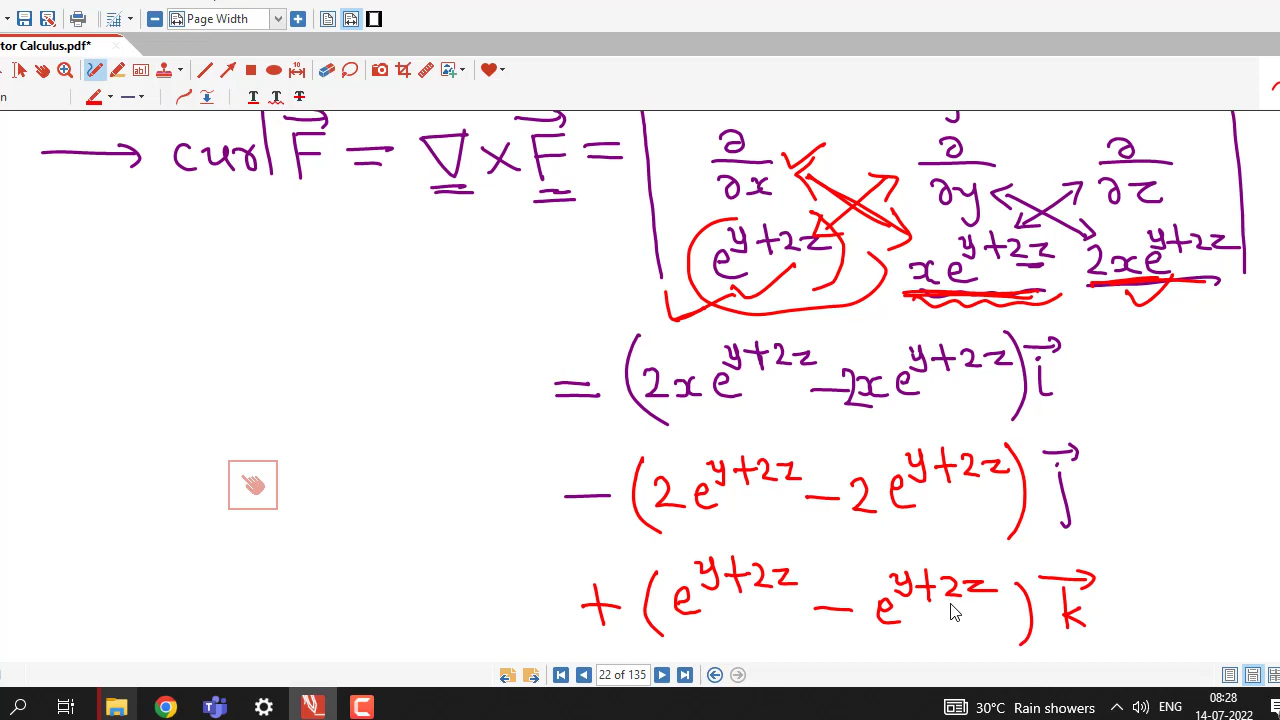 Page Width
tor Calculus.pdf*
n
→ curl F⃗ = ∇ × F⃗ = | ∂/∂x ∂/∂y ∂/∂z |
| e^{y+2z} xe^{y+2z} 2xe^{y+2z} |
= (2xe^{y+2z} − 2xe^{y+2z}) i⃗
− (2e^{y+2z} − 2e^{y+2z}) j⃗
+ (e^{y+2z} − e^{y+2z}) k⃗
22 of 135
30°C Rain showers
ENG
08:28
14-07-2022